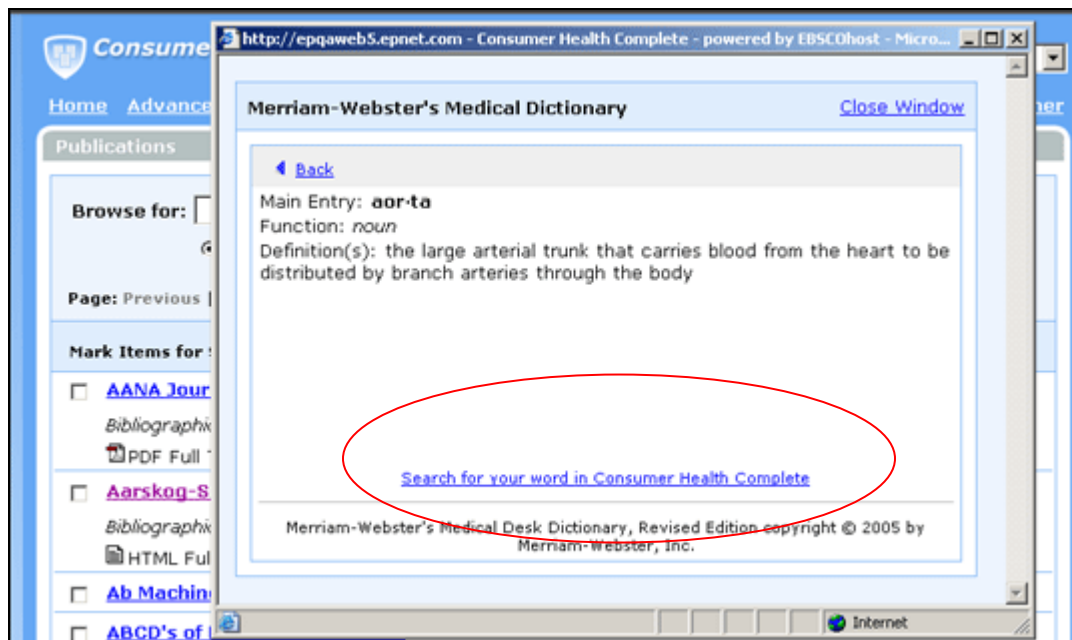 Consume
http://epqaweb5.epnet.com - Consumer Health Complete - powered by EBSCOhost - Micro...
Home Advance
Publications
Browse for:
Page: Previous |
Mark Items for
AANA Jour
Bibliographi
PDF Full
Aarskog-S
Bibliographi
HTML Ful
Ab Machin
ABCD's of
Merriam-Webster's Medical Dictionary Close Window
Back
Main Entry: aor·ta
Function: noun
Definition(s): the large arterial trunk that carries blood from the heart to be
distributed by branch arteries through the body
Search for your word in Consumer Health Complete
Merriam-Webster's Medical Desk Dictionary, Revised Edition copyright © 2005 by
Merriam-Webster, Inc.
Internet